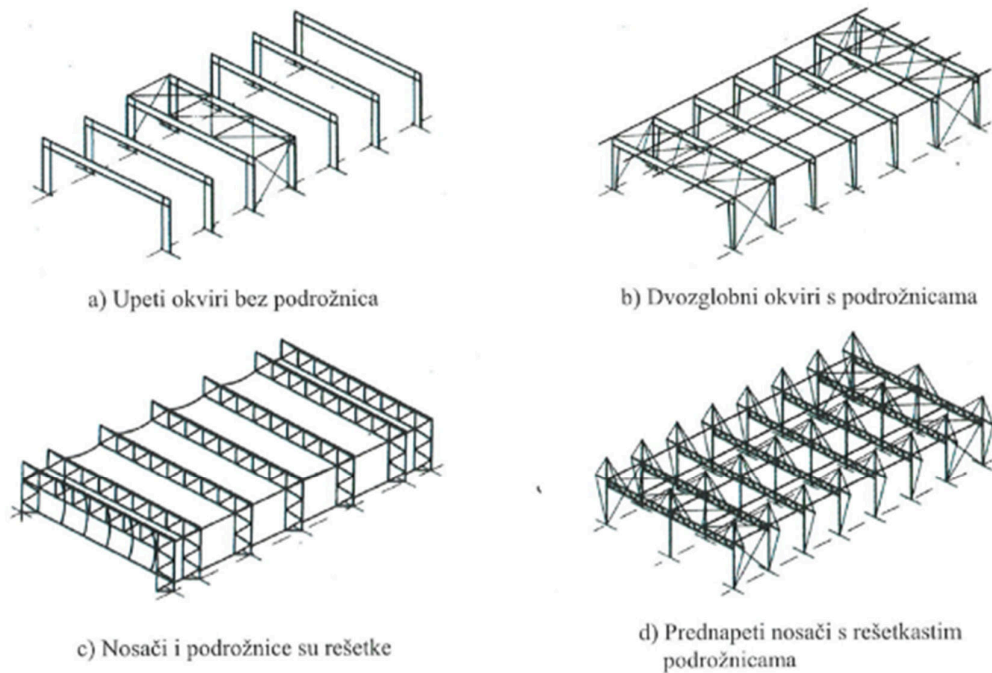 a) Upeti okviri bez podrožnica
b) Dvozglobni okviri s podrožnicama
c) Nosači i podrožnice su rešetke
d) Prednapeti nosači s rešetkastim
podrožnicama